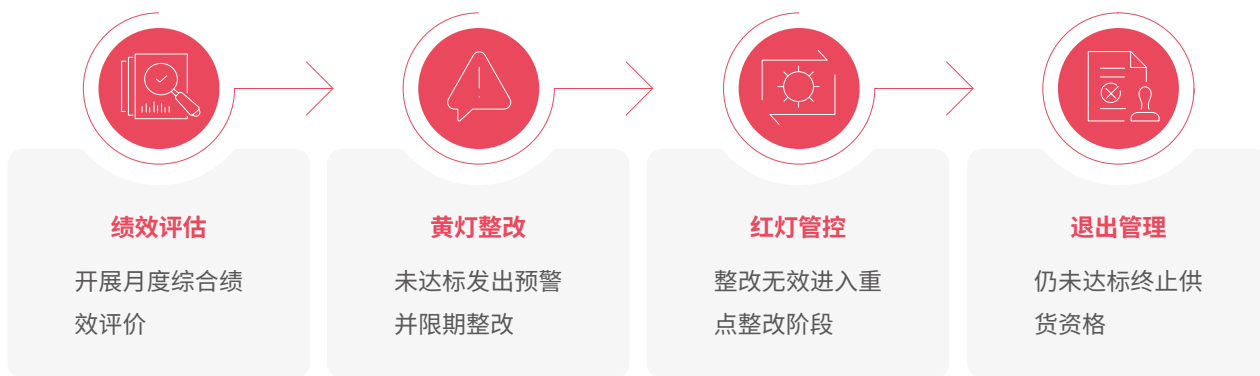 绩效评估
开展月度综合绩
效评价
黄灯整改
未达标发出预警
并限期整改
红灯管控
整改无效进入重
点整改阶段
退出管理
仍未达标终止供
货资格